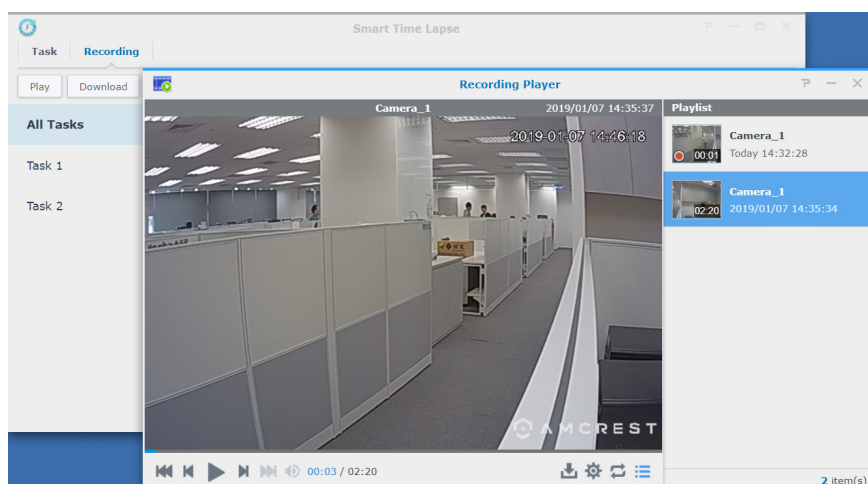 Smart Time Lapse
Task Recording
Play Download
All Tasks
Task 1
Task 2
Recording Player
Camera_1 2019/01/07 14:35:37
2019-01-07 14:46:18
AMCREST
00:03 / 02:20
Playlist
00:01
Camera_1
Today 14:32:28
02:20
Camera_1
2019/01/07 14:35:34
2 item(s)